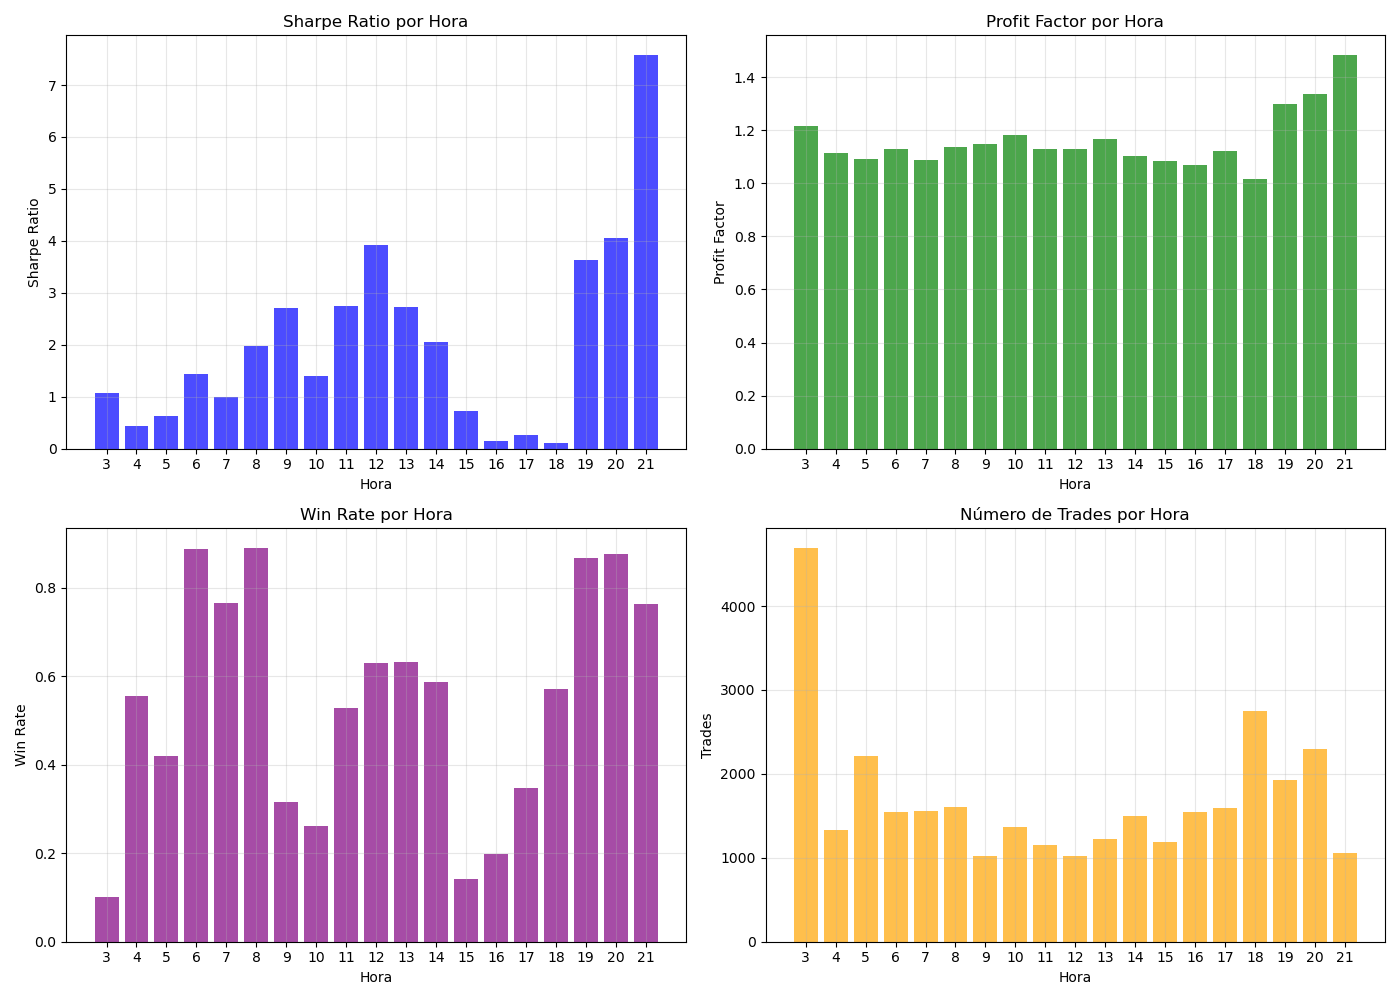 Sharpe Ratio por Hora
Sharpe Ratio
7
6
5
4
3
2
1
0
3 4 5 6 7 8 9 10 11 12 13 14 15 16 17 18 19 20 21
Hora
Profit Factor por Hora
Profit Factor
1.4
1.2
1.0
0.8
0.6
0.4
0.2
0.0
3 4 5 6 7 8 9 10 11 12 13 14 15 16 17 18 19 20 21
Hora
Win Rate por Hora
Win Rate
0.8
0.6
0.4
0.2
0.0
3 4 5 6 7 8 9 10 11 12 13 14 15 16 17 18 19 20 21
Hora
Número de Trades por Hora
Trades
4000
3000
2000
1000
0
3 4 5 6 7 8 9 10 11 12 13 14 15 16 17 18 19 20 21
Hora